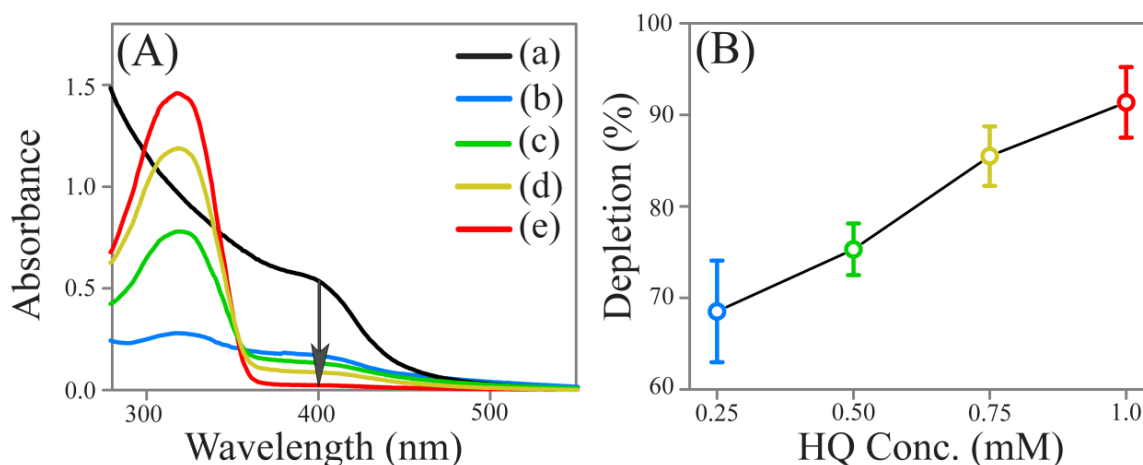 (A)
(a)
(b)
(c)
(d)
(e)
1.5
1.0
0.5
0.0
Absorbance
300
400
500
Wavelength (nm)
(B)
100
90
80
70
60
Depletion (%)
0.25
0.50
0.75
1.0
HQ Conc. (mM)